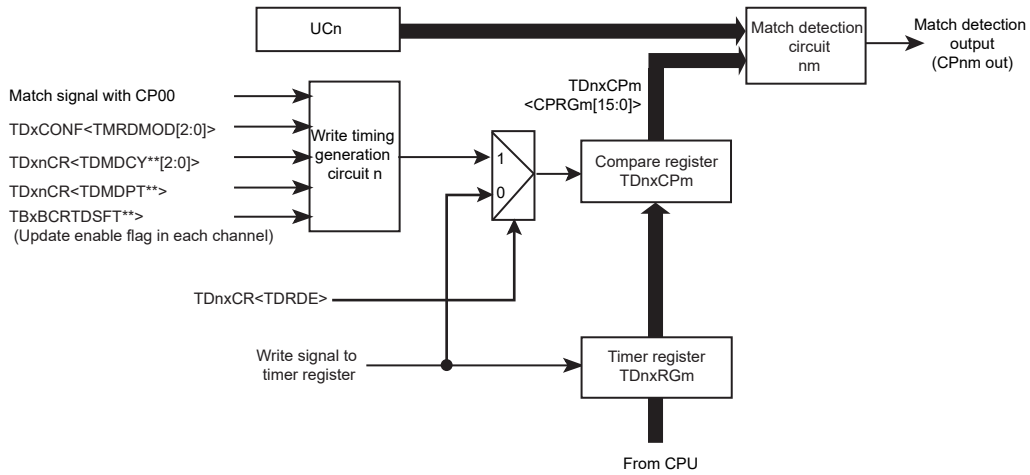 UCn
Match detection
circuit
nm
Match detection
output
(CPnm out)
TDnxCPm
<CPRGm[15:0]>
Match signal with CP00
TDxCONF<TMRDMOD[2:0]>
TDxnCR<TDMDCY**[2:0]>
TDxnCR<TDMDPT**>
TBxBCRTDSFT**>
(Update enable flag in each channel)
Write timing
generation
circuit n
1
0
Compare register
TDnxCPm
TDnxCR<TDRDE>
Write signal to
timer register
Timer register
TDnxRGm
From CPU